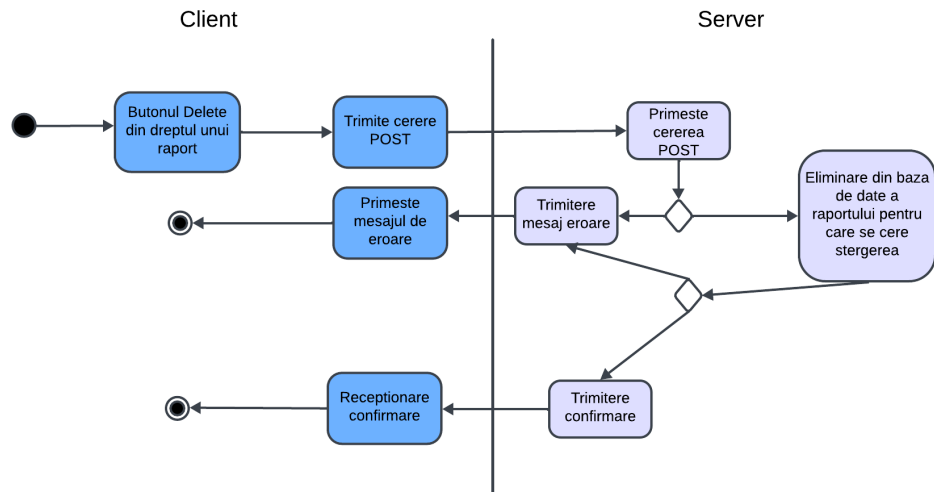 Client
Server
Butonul Delete
din dreptul unui
raport
Trimite cerere
POST
Primeste
cererea
POST
Eliminare din baza
de date a
raportului pentru
care se cere
stergerea
Primeste
mesajul de
eroare
Trimitere
mesaj eroare
Receptionare
confirmare
Trimitere
confirmare